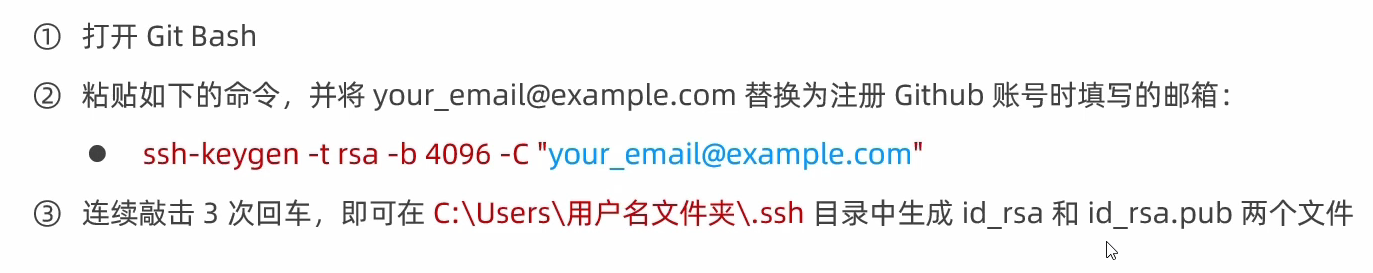 ① 打开 Git Bash
② 粘贴如下的命令，并将 your_email@example.com 替换为注册 Github 账号时填写的邮箱：
● ssh-keygen -t rsa -b 4096 -C "your_email@example.com"
③ 连续敲击 3 次回车，即可在 C:\Users\用户名文件夹\.ssh 目录中生成 id_rsa 和 id_rsa.pub 两个文件